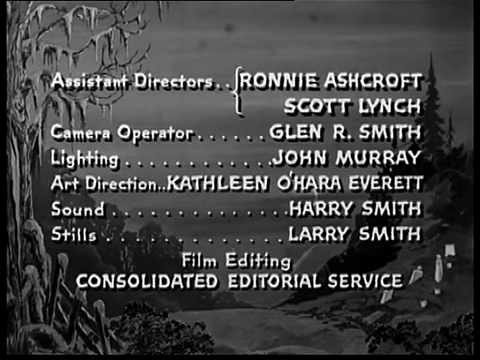 Assistant Directors.. RONNIE ASHCROFT
SCOTT LYNCH
Camera Operator...... GLEN R. SMITH
Lighting ............ JOHN MURRAY
Art Direction..KATHLEEN O'HARA EVERETT
Sound ............. HARRY SMITH
Stills ............. LARRY SMITH
Film Editing
CONSOLIDATED EDITORIAL SERVICE